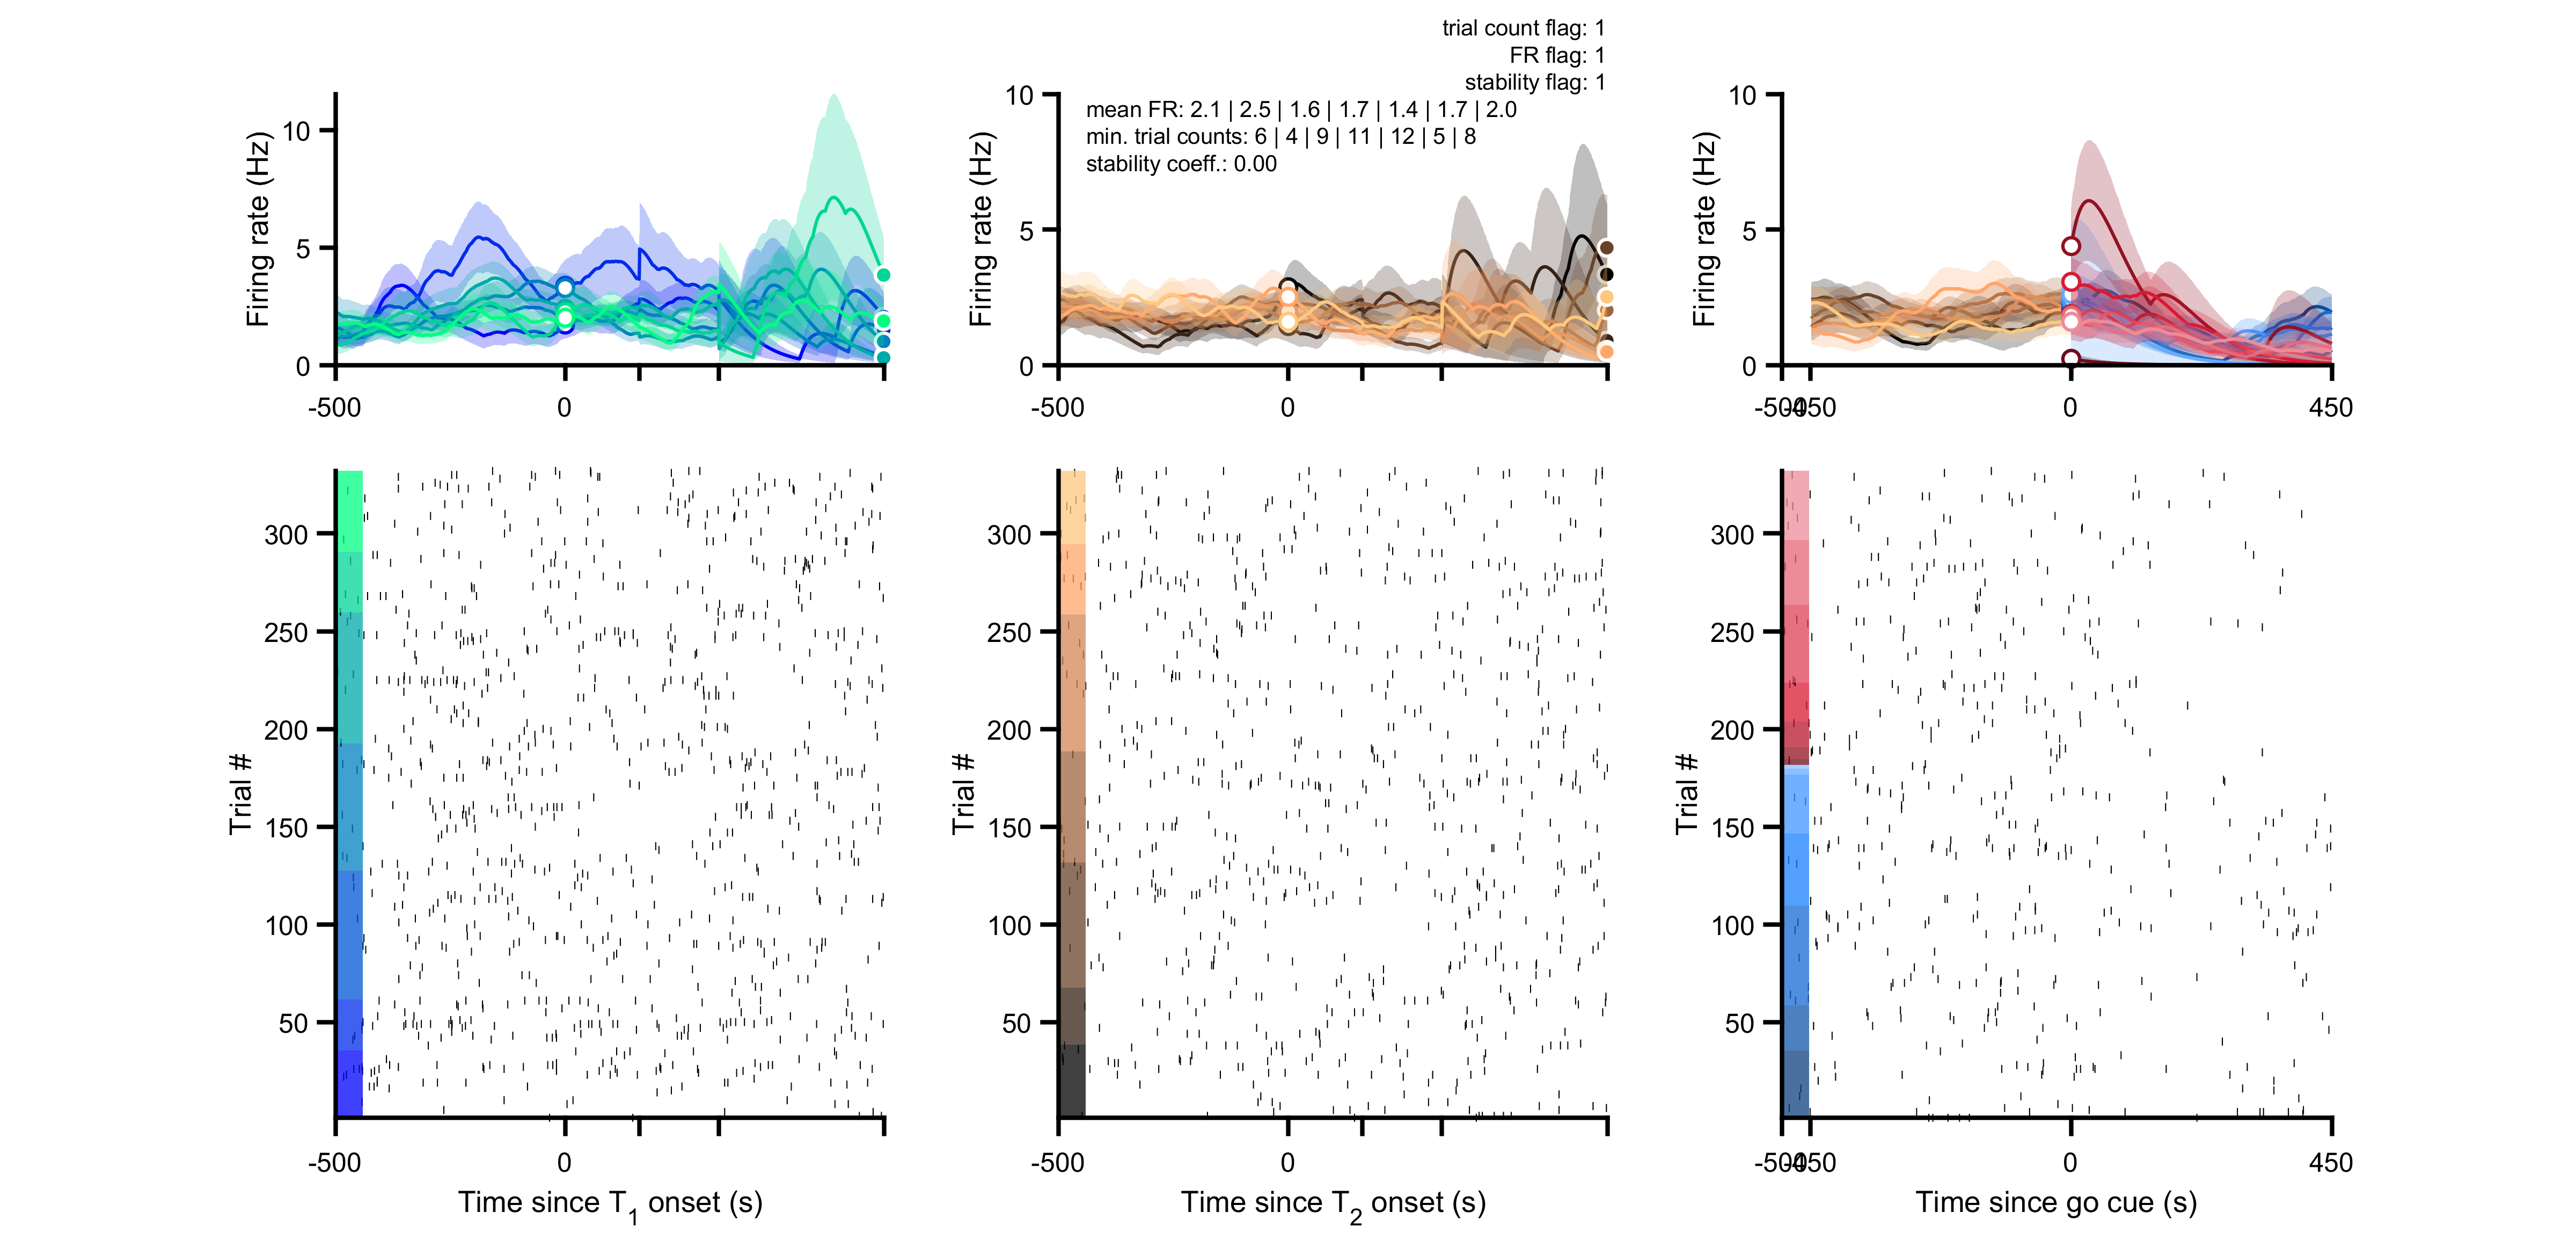 trial count flag: 1
FR flag: 1
stability flag: 1
mean FR: 2.1 | 2.5 | 1.6 | 1.7 | 1.4 | 1.7 | 2.0
min. trial counts: 6 | 4 | 9 | 11 | 12 | 5 | 8
stability coeff.: 0.00
Firing rate (Hz)
10
5
0
-500
0
Firing rate (Hz)
10
5
0
-500
0
Firing rate (Hz)
10
5
0
-500
-450
0
450
Trial #
300
250
200
150
100
50
-500
0
Time since T1 onset (s)
Trial #
300
250
200
150
100
50
-500
0
Time since T2 onset (s)
Trial #
300
250
200
150
100
50
-500
-450
0
450
Time since go cue (s)